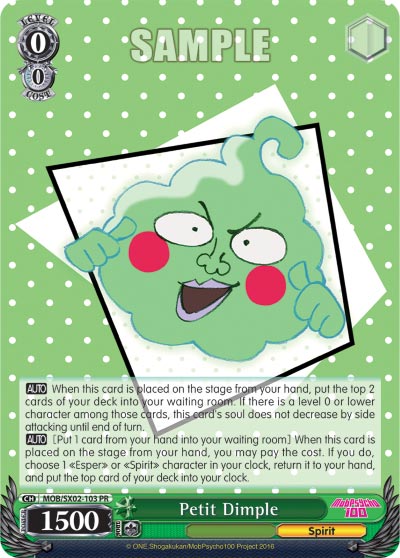 LEVEL
0
0
COST
SAMPLE
AUTO When this card is placed on the stage from your hand, put the top 2
cards of your deck into your waiting room. If there is a level 0 or lower
character among those cards, this card's soul does not decrease by side
attacking until end of turn.
AUTO [Put 1 card from your hand into your waiting room] When this card is
placed on the stage from your hand, you may pay the cost. If you do,
choose 1 «Esper» or «Spirit» character in your clock, return it to your hand,
and put the top card of your deck into your clock.
CH MOB/SX02-103 PR
POWER 1500 SOUL
Petit Dimple
MobPsycho
100
Spirit
© ONE,Shogakukan/MobPsycho100 Project 2016